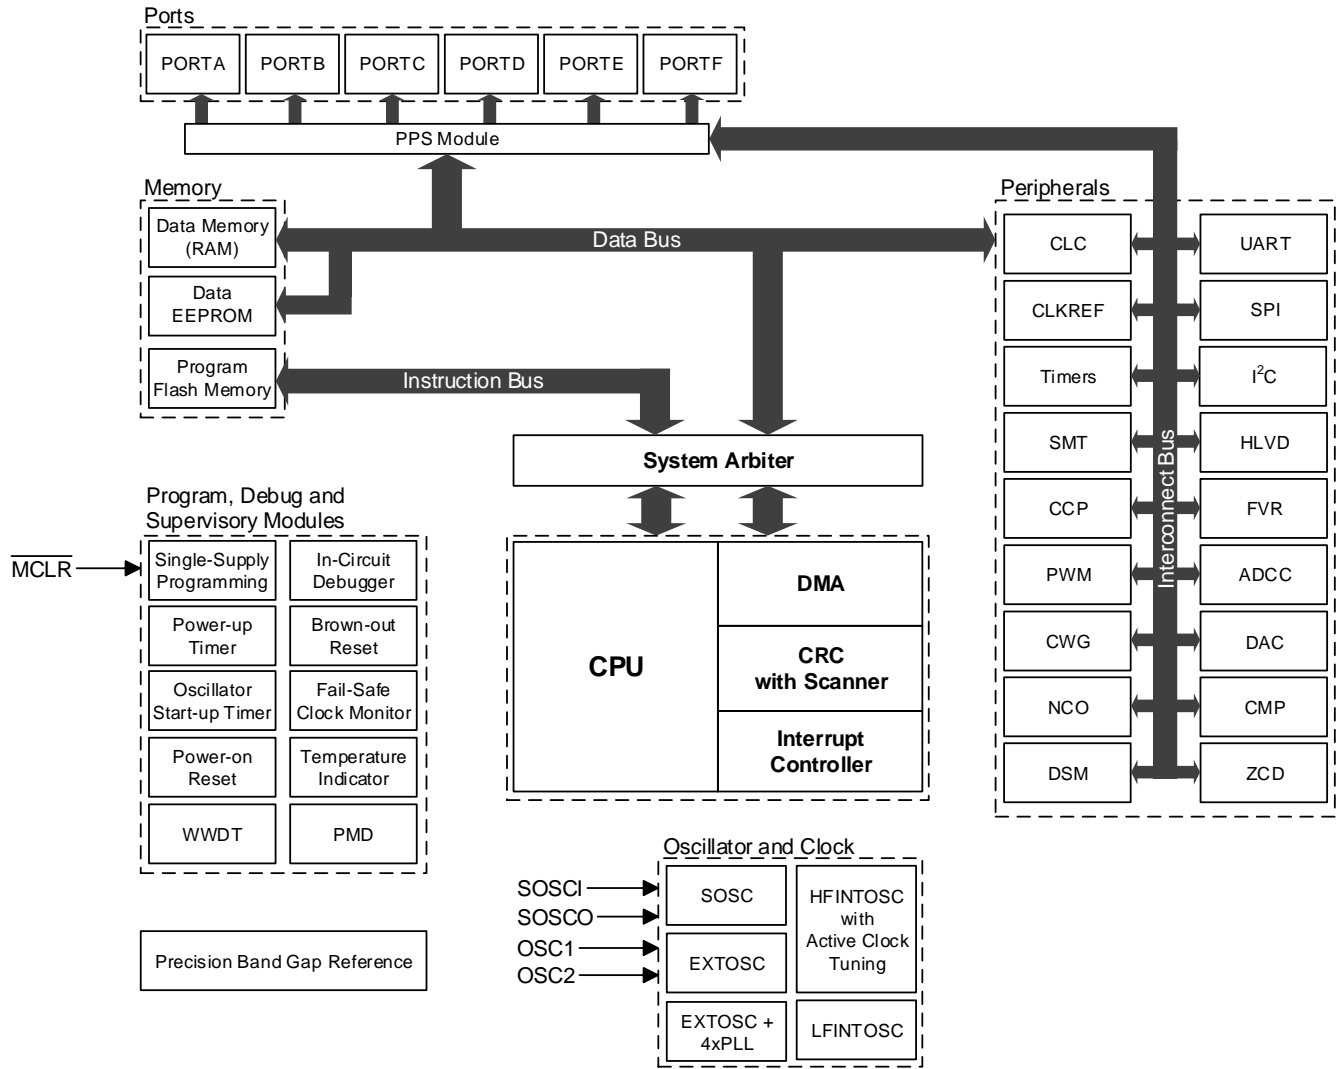 Ports
PORTA
PORTB
PORTC
PORTD
PORTE
PORTF
PPS Module
Memory
Data Memory
(RAM)
Data
EEPROM
Program
Flash Memory
Data Bus
Instruction Bus
System Arbiter
CPU
DMA
CRC
with Scanner
Interrupt
Controller
Peripherals
CLC
UART
CLKREF
SPI
Timers
I²C
SMT
HLVD
CCP
FVR
PWM
ADCC
CWG
DAC
NCO
CMP
DSM
ZCD
Interconnect Bus
Program, Debug and
Supervisory Modules
MCLR
Single-Supply
Programming
In-Circuit
Debugger
Power-up
Timer
Brown-out
Reset
Oscillator
Start-up Timer
Fail-Safe
Clock Monitor
Power-on
Reset
Temperature
Indicator
WWDT
PMD
Precision Band Gap Reference
Oscillator and Clock
SOSCI
SOSCO
OSC1
OSC2
SOSC
EXTOSC
EXTOSC +
4xPLL
HFINTOSC
with
Active Clock
Tuning
LFINTOSC